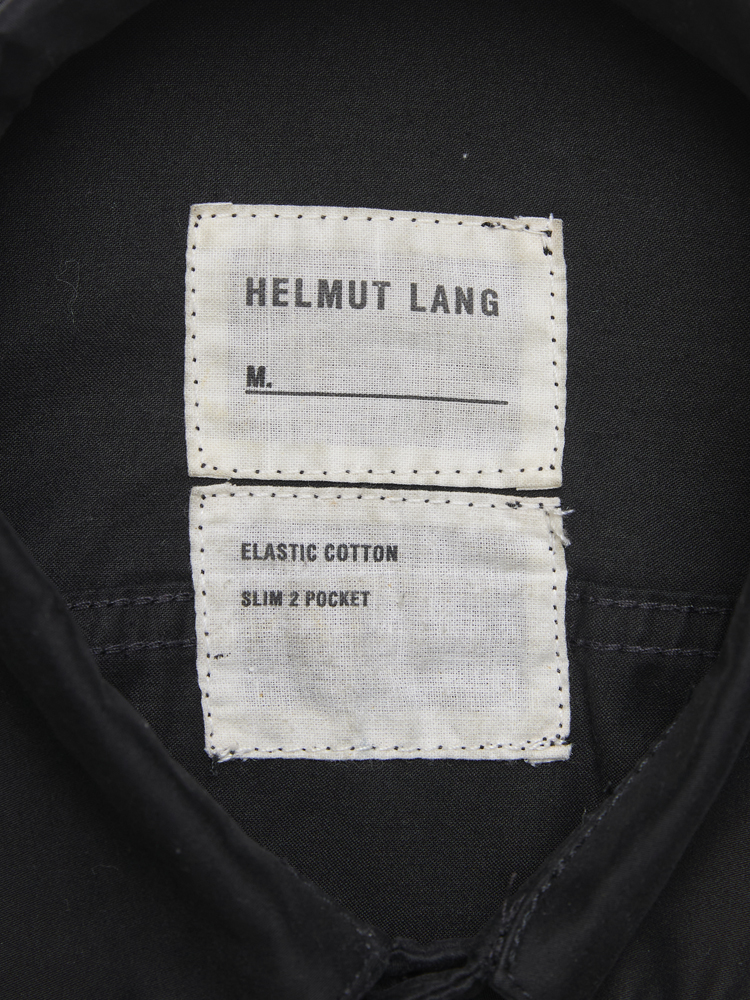 HELMUT LANG
M.
ELASTIC COTTON
SLIM 2 POCKET